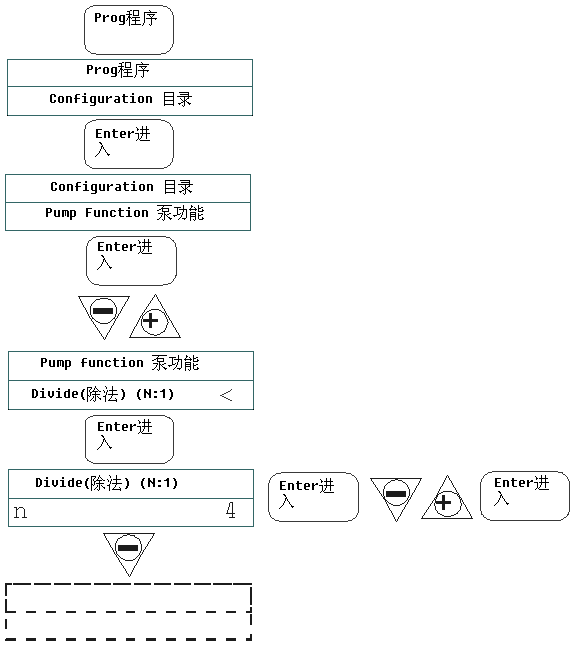 Prog程序
Prog程序
Configuration 目录
Enter进
入
Configuration 目录
Pump Function 泵功能
Enter进
入
Pump function 泵功能
Divide(除法) (N:1) <
Enter进
入
Divide(除法) (N:1)
n 4
Enter进
入
Enter进
入